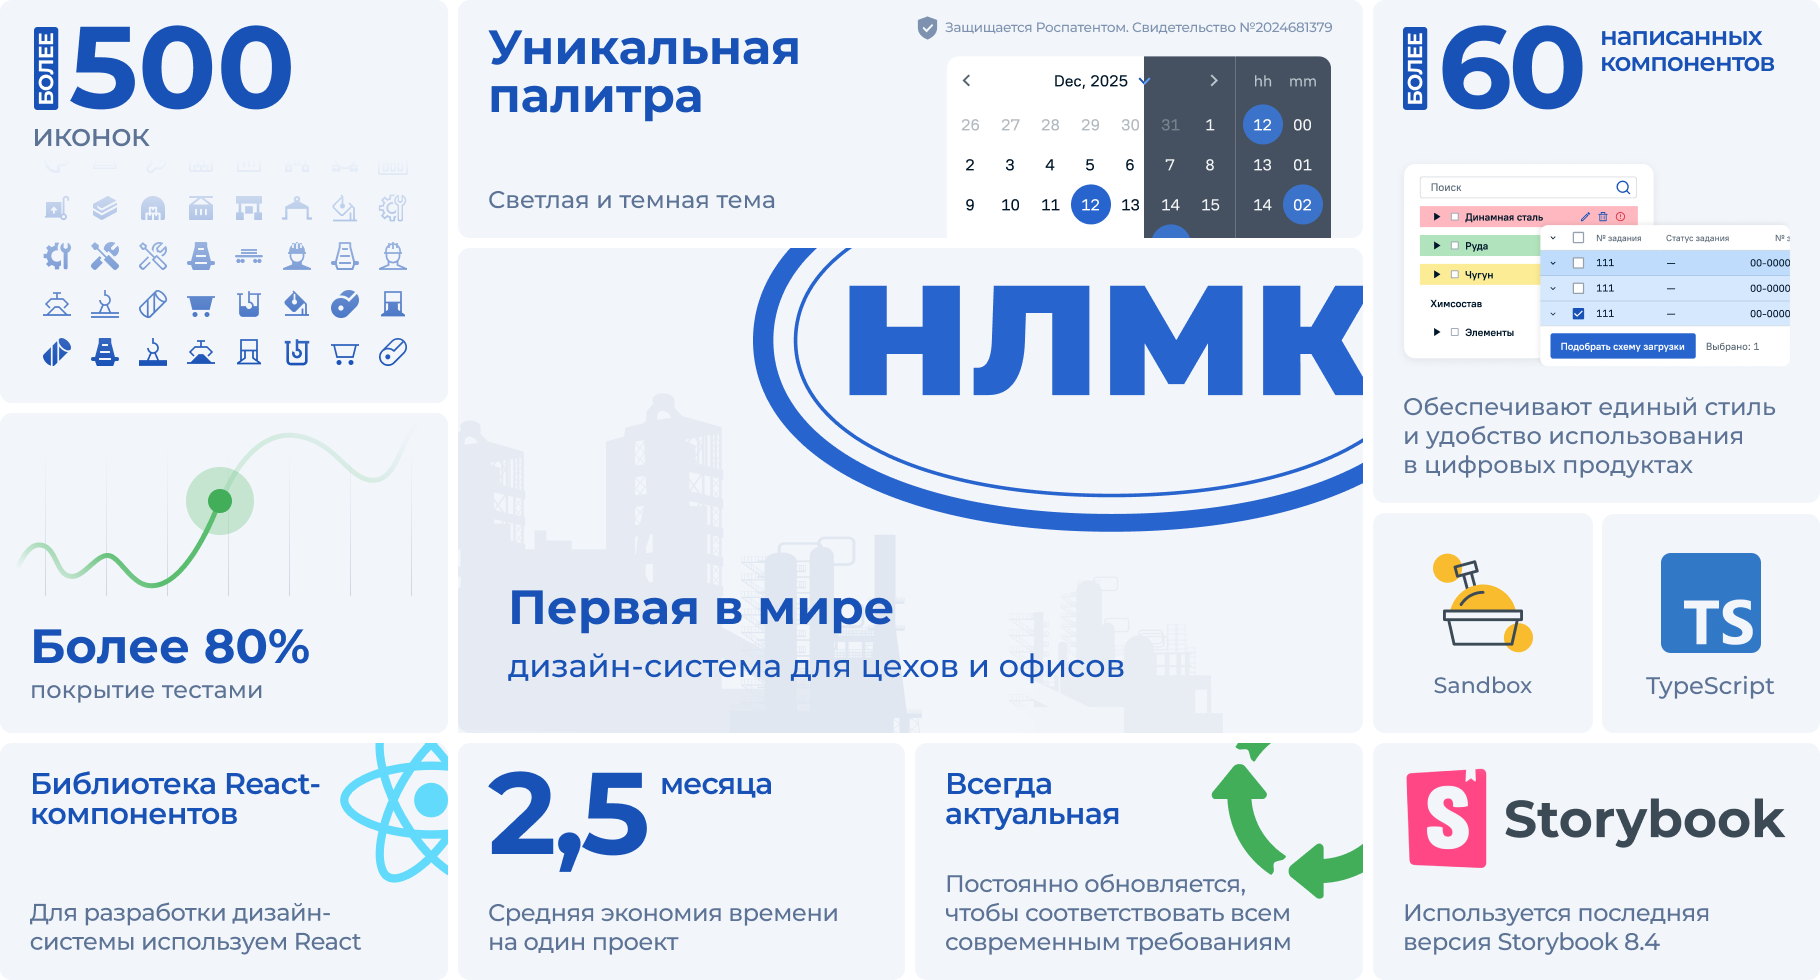 БОЛЕЕ
500
иконок
Уникальная
палитра
Светлая и темная тема
Защищается Роспатентом. Свидетельство №2024681379
Dec, 2025 hh mm
26 27 28 29 30 31 1 12 00
2 3 4 5 6 7 8 13 01
9 10 11 12 13 14 15 14 02
БОЛЕЕ
60
написанных
компонентов
Поиск
Динамная сталь
Руда
Чугун
Химсостав
Элементы
№ задания Статус задания №
111 — 00-0000
111 — 00-0000
111 — 00-0000
Подобрать схему загрузки Выбрано: 1
Обеспечивают единый стиль
и удобство использования
в цифровых продуктах
Более 80%
покрытие тестами
НЛМК
Первая в мире
дизайн-система для цехов и офисов
Sandbox
TS
TypeScript
Библиотека React-
компонентов
Для разработки дизайн-
системы используем React
2,5 месяца
Средняя экономия времени
на один проект
Всегда
актуальная
Постоянно обновляется,
чтобы соответствовать всем
современным требованиям
S Storybook
Используется последняя
версия Storybook 8.4